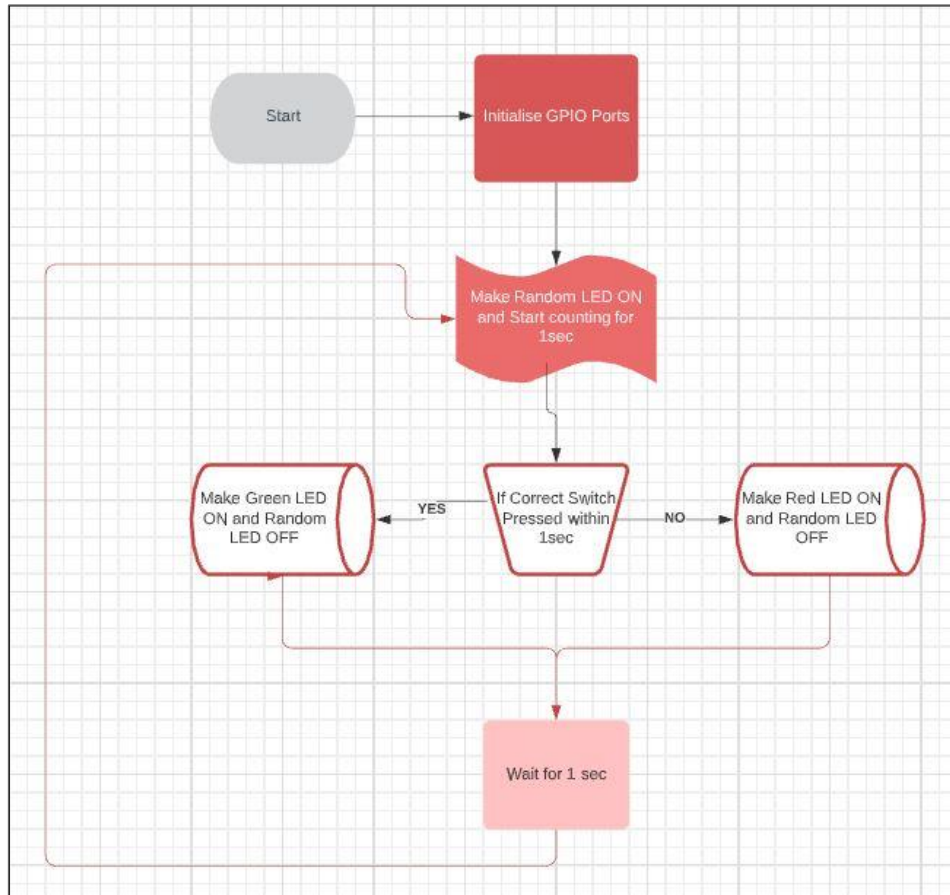 Start
Initialise GPIO Ports
Make Random LED ON
and Start counting for
1sec
Make Green LED
ON and Random
LED OFF
YES
If Correct Switch
Pressed within
1sec
NO
Make Red LED ON
and Random LED
OFF
Wait for 1 sec